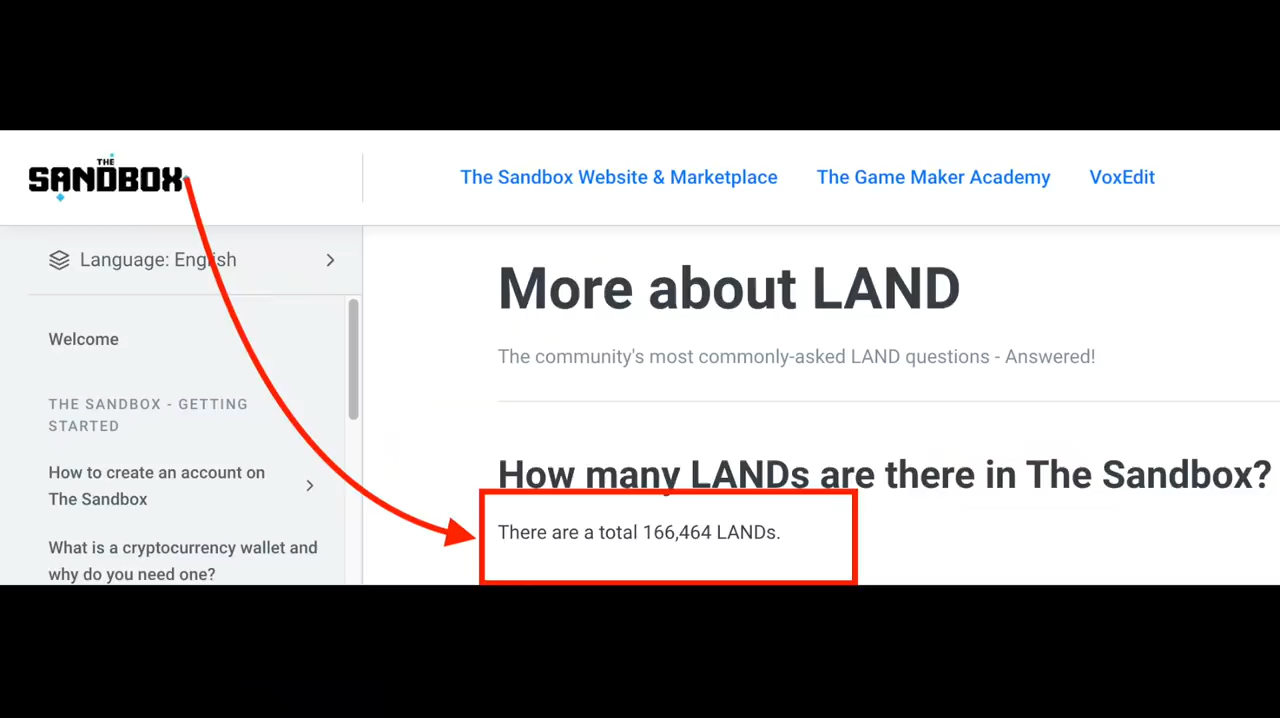 THE
SANDBOX
The Sandbox Website & Marketplace
The Game Maker Academy
VoxEdit
Language: English
Welcome
THE SANDBOX - GETTING
STARTED
How to create an account on
The Sandbox
What is a cryptocurrency wallet and
why do you need one?
More about LAND
The community's most commonly-asked LAND questions - Answered!
How many LANDs are there in The Sandbox?
There are a total 166,464 LANDs.